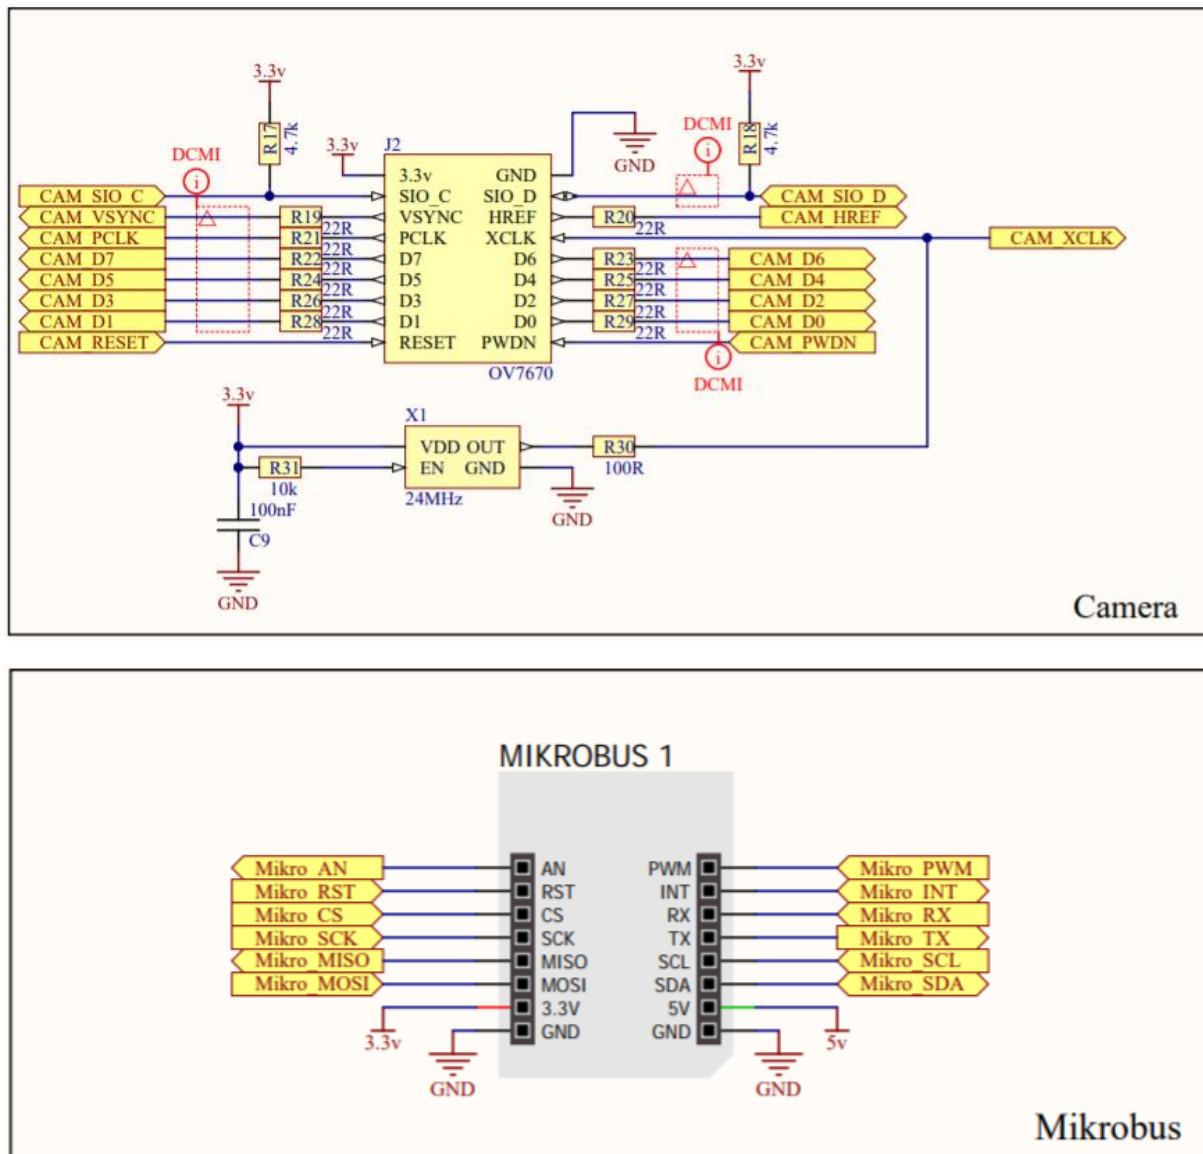 3.3v
3.3v
R17
4.7k
DCMI
3.3v
J2
GND
DCMI
R18
4.7k
3.3v GND
CAM_SIO_C SIO_C SIO_D CAM_SIO_D
CAM_VSYNC R19 22R VSYNC HREF R20 22R CAM_HREF
CAM_PCLK R21 22R PCLK XCLK CAM_XCLK
CAM_D7 R22 22R D7 D6 R23 22R CAM_D6
CAM_D5 R24 22R D5 D4 R25 22R CAM_D4
CAM_D3 R26 22R D3 D2 R27 22R CAM_D2
CAM_D1 R28 22R D1 D0 R29 22R CAM_D0
CAM_RESET RESET PWDN CAM_PWDN
OV7670
DCMI
3.3v
X1
VDD OUT R30
EN GND 100R
R31
10k
24MHz
GND
100nF
C9
GND
Camera
MIKROBUS 1
Mikro_AN AN PWM Mikro_PWM
Mikro_RST RST INT Mikro_INT
Mikro_CS CS RX Mikro_RX
Mikro_SCK SCK TX Mikro_TX
Mikro_MISO MISO SCL Mikro_SCL
Mikro_MOSI MOSI SDA Mikro_SDA
3.3V 5V
GND GND
3.3v
5v
GND
GND
Mikrobus